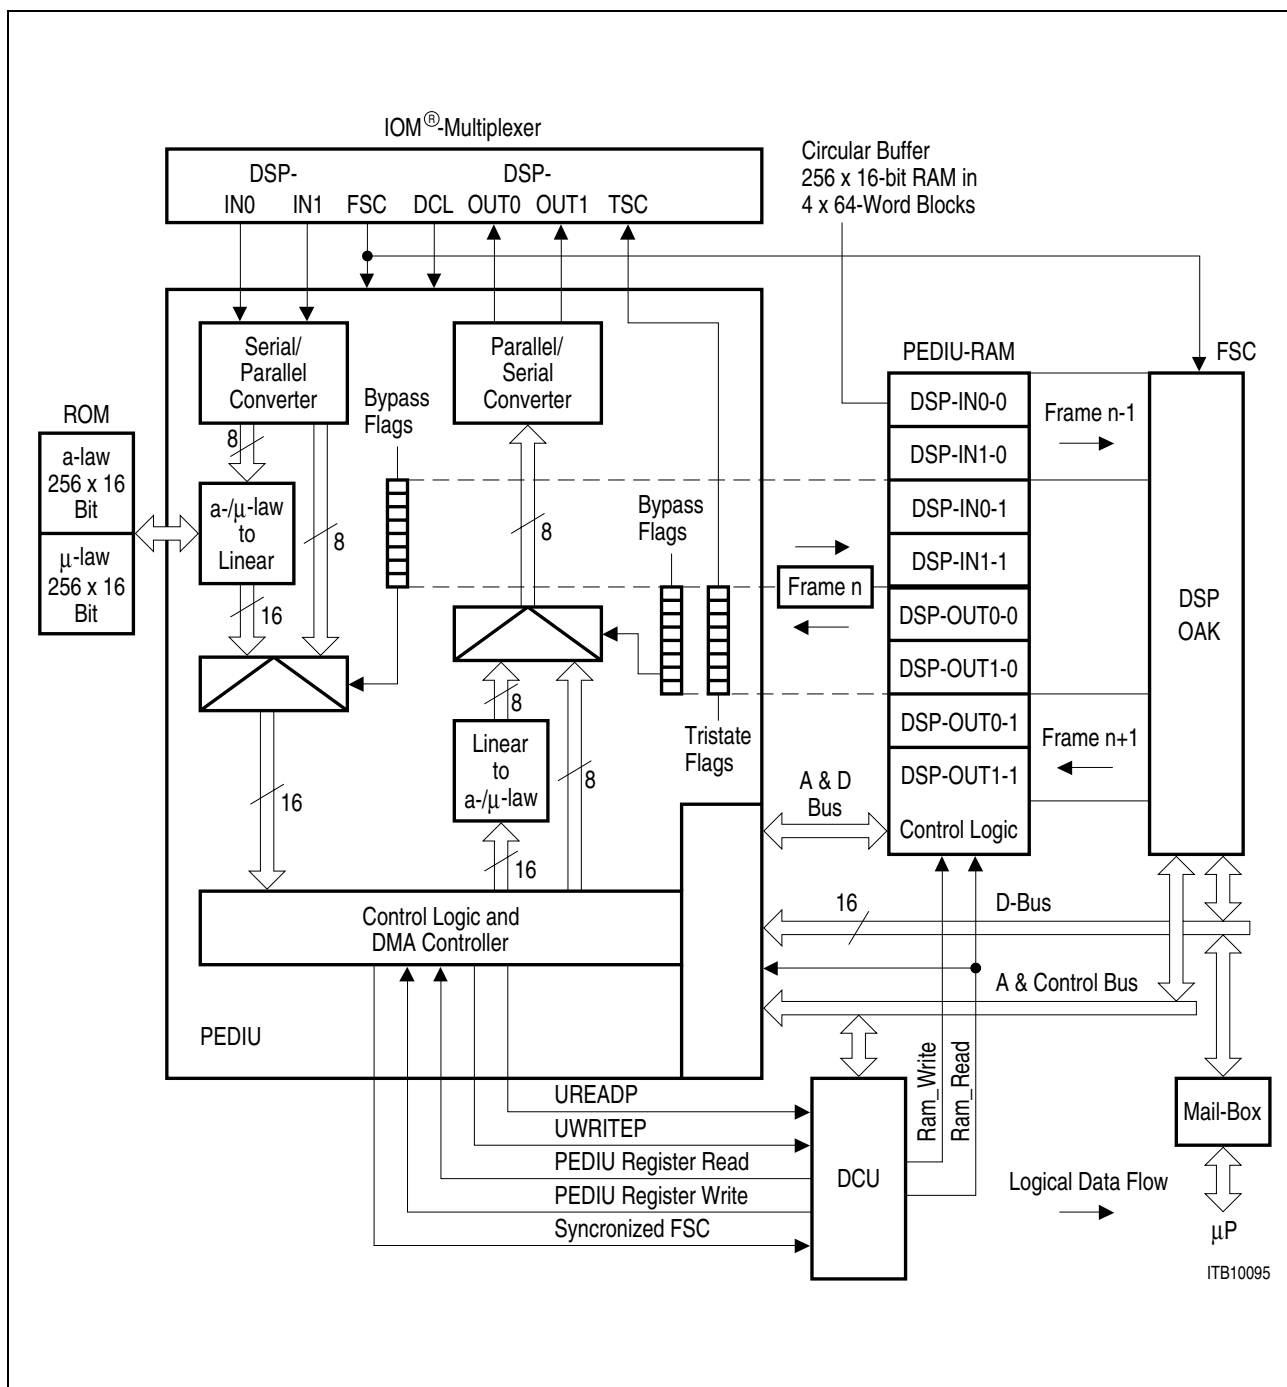 IOM®-Multiplexer
DSP-
DSP-
IN0
IN1
FSC
DCL
OUT0
OUT1
TSC
Circular Buffer
256 x 16-bit RAM in
4 x 64-Word Blocks
Serial/
Parallel
Converter
Parallel/
Serial
Converter
Bypass
Flags
PEDIU-RAM
FSC
DSP-IN0-0
DSP-IN1-0
DSP-IN0-1
DSP-IN1-1
DSP-OUT0-0
DSP-OUT1-0
DSP-OUT0-1
DSP-OUT1-1
Control Logic
Frame n-1
Frame n
Frame n+1
DSP
OAK
ROM
a-law
256 x 16
Bit
μ-law
256 x 16
Bit
8
a-/μ-law
to
Linear
8
16
8
Bypass
Flags
Tristate
Flags
8
Linear
to
a-/μ-law
8
16
16
A & D
Bus
Control Logic and
DMA Controller
16
D-Bus
A & Control Bus
PEDIU
UREADP
UWRITEP
PEDIU Register Read
PEDIU Register Write
Syncronized FSC
DCU
Ram_Write
Ram_Read
Mail-Box
Logical Data Flow
μP
ITB10095